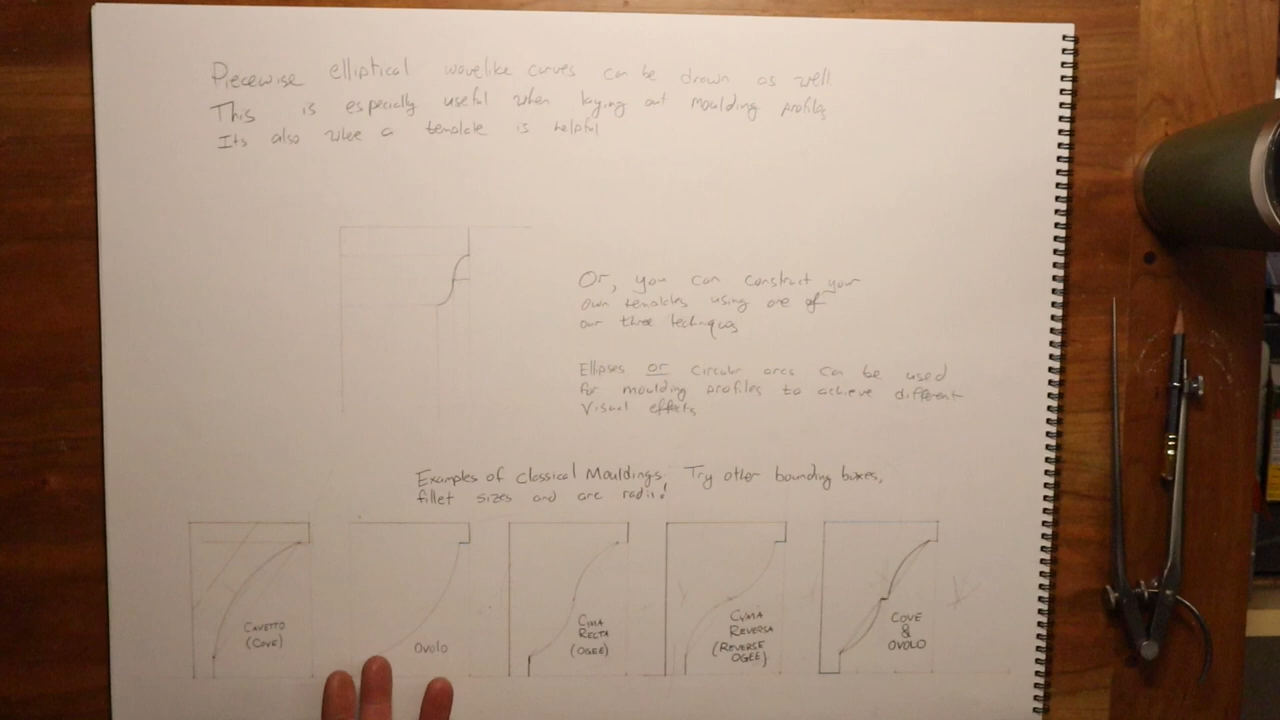 Piecewise elliptical wavelike curves can be drawn as well
This is especially useful when laying out moulding profiles
Its also whee a template is helpful
Or, you can construct your
own templates using one of
our three techniques
Ellipses or circular arcs can be used
for moulding profiles to achieve different
visual effects
Examples of Classical Mouldings, Try other bounding boxes,
fillet sizes and arc radii!
CAVETTO
(COVE)
OVOLO
CIMA
RECTA
(OGEE)
CYMA
REVERSA
(REVERSE
OGEE)
COVE
&
OVOLO